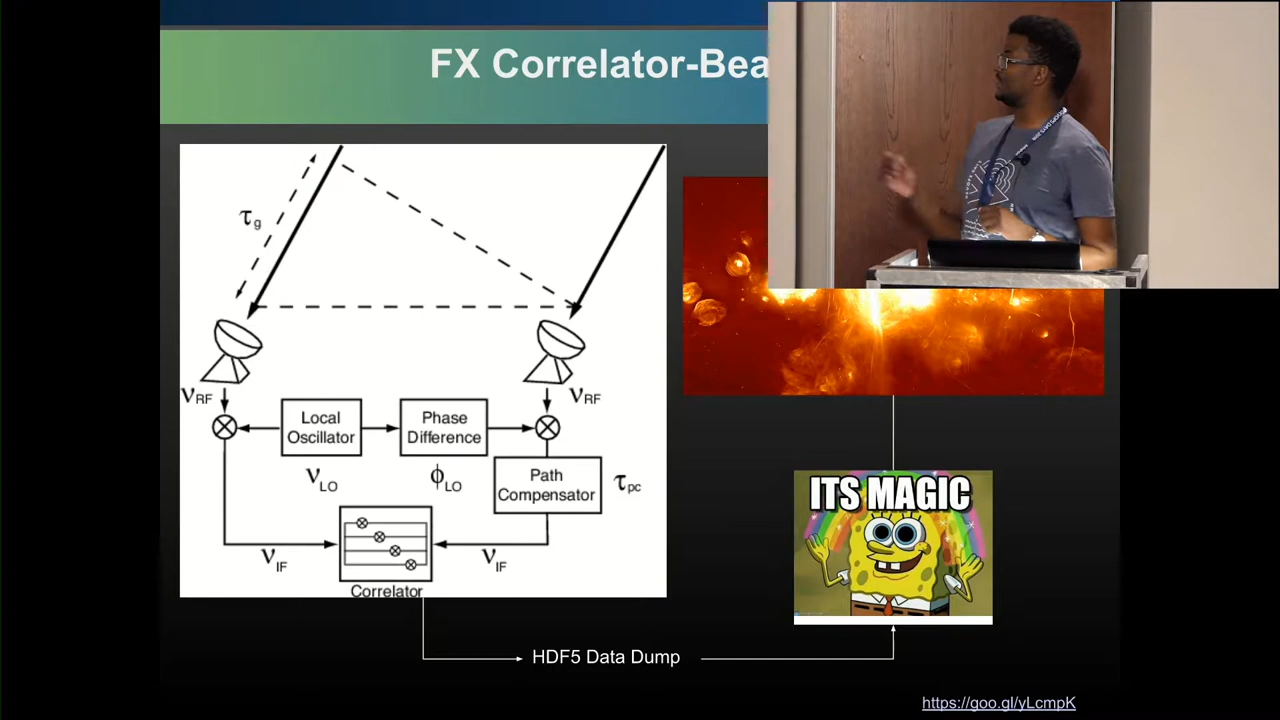 FX Correlator-Bea
τg
νRF
νRF
Local
Oscillator
Phase
Difference
νLO
ϕLO
Path
Compensator
τpc
νIF
νIF
Correlator
ITS MAGIC
HDF5 Data Dump
https://goo.gl/yLcmpK